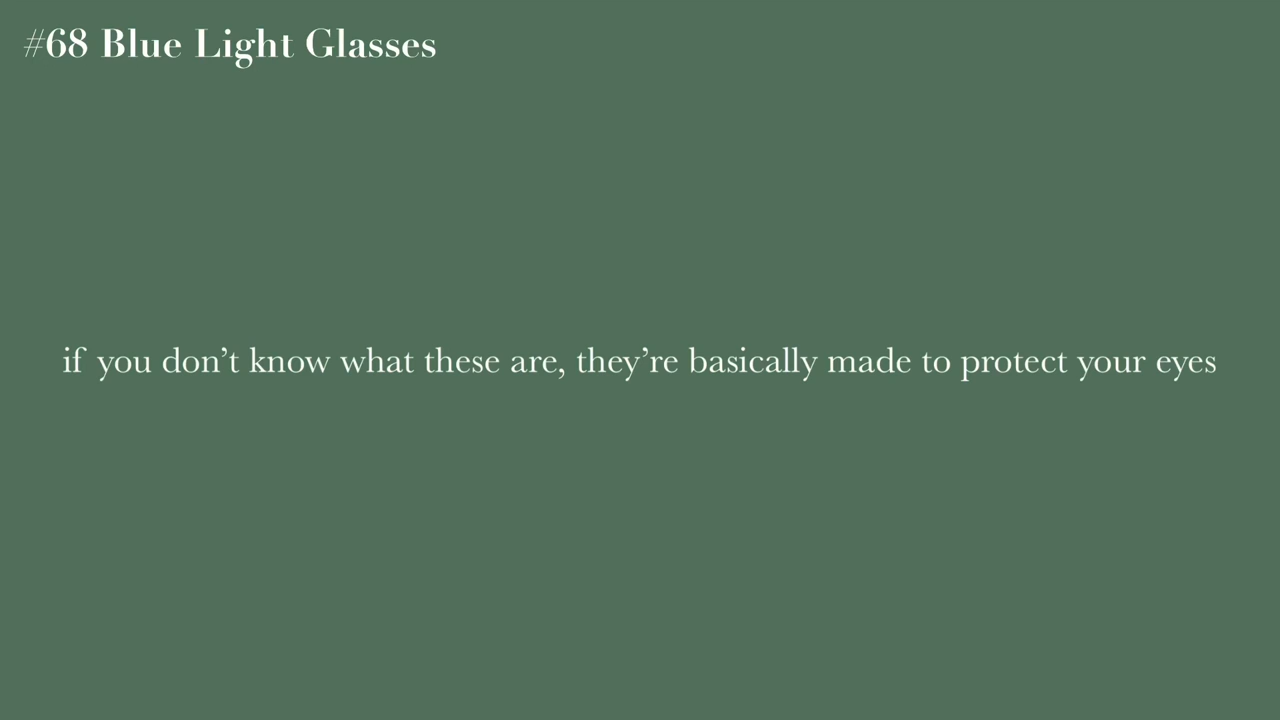 #68 Blue Light Glasses
if you don’t know what these are, they’re basically made to protect your eyes